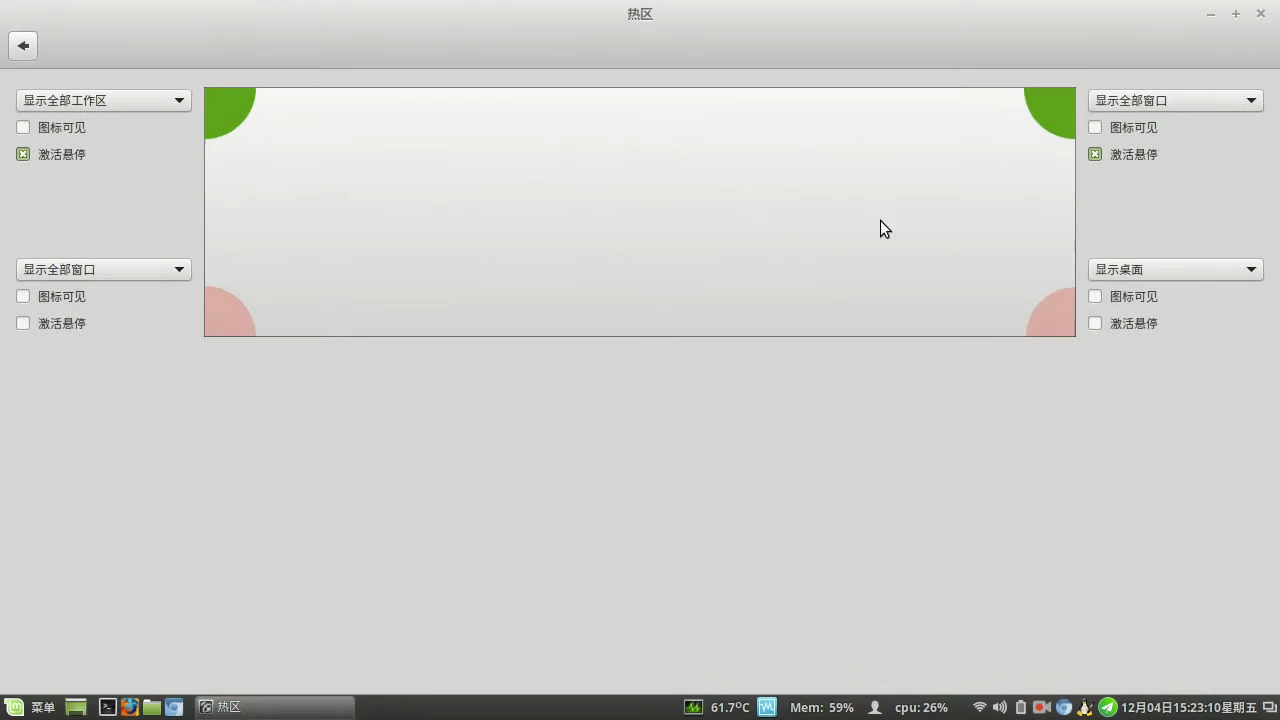 热区
显示全部工作区
图标可见
激活悬停
显示全部窗口
图标可见
激活悬停
显示全部窗口
图标可见
激活悬停
显示桌面
图标可见
激活悬停
菜单
热区
61.7°C
Mem: 59%
cpu: 26%
12月04日15:23:10星期五